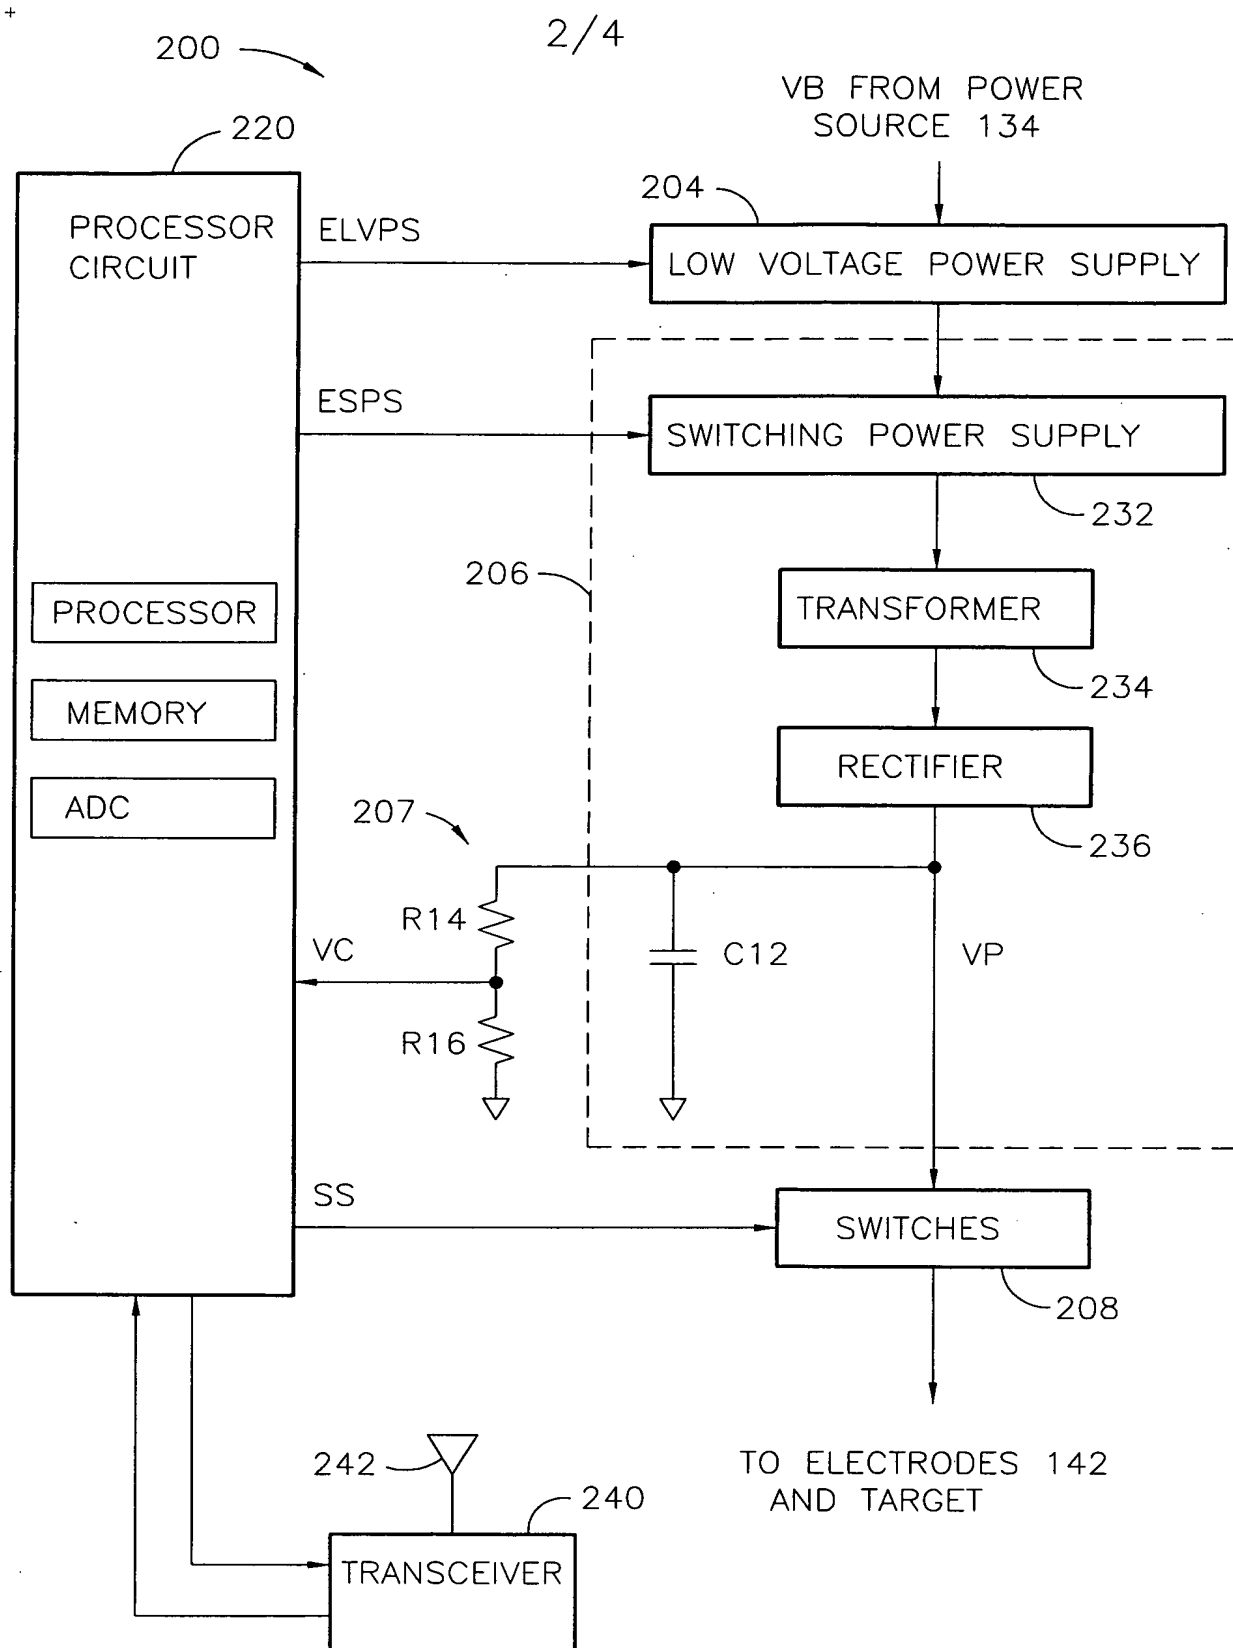 2/4
200
VB FROM POWER
SOURCE 134
220
204
PROCESSOR
CIRCUIT
ELVPS
LOW VOLTAGE POWER SUPPLY
ESPS
SWITCHING POWER SUPPLY
232
206
PROCESSOR
TRANSFORMER
234
MEMORY
RECTIFIER
ADC
207
236
R14
VC
C12
VP
R16
SS
SWITCHES
208
242
TO ELECTRODES 142
AND TARGET
240
TRANSCEIVER